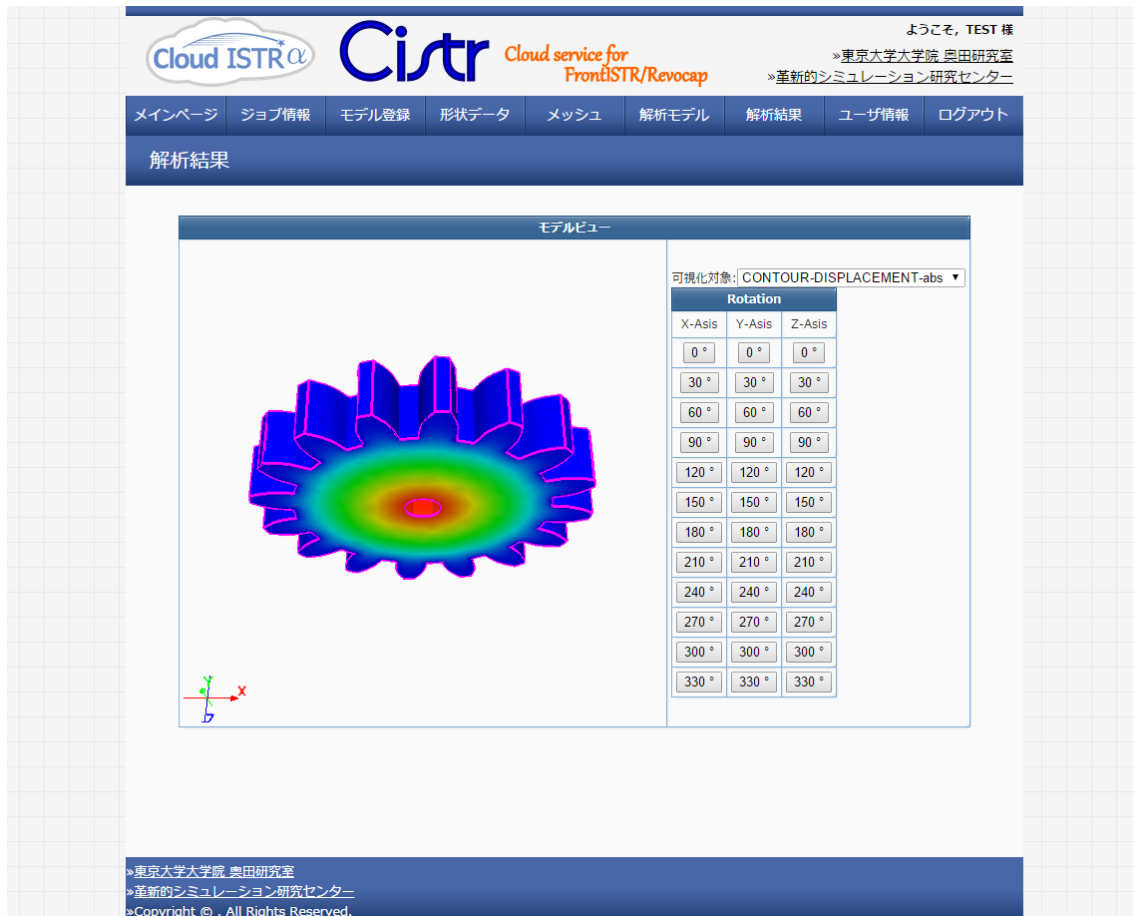 Cloud ISTR α
Cistr
Cloud service for
FrontISTR/Revocap
ようこそ, TEST 様
»東京大学大学院 奥田研究室
»革新的シミュレーション研究センター
メインページ ジョブ情報 モデル登録 形状データ メッシュ 解析モデル 解析結果 ユーザ情報 ログアウト
解析結果
モデルビュー
可視化対象: CONTOUR-DISPLACEMENT-abs ▼
Rotation
X-Asis Y-Asis Z-Asis
0 ° 0 ° 0 °
30 ° 30 ° 30 °
60 ° 60 ° 60 °
90 ° 90 ° 90 °
120 ° 120 ° 120 °
150 ° 150 ° 150 °
180 ° 180 ° 180 °
210 ° 210 ° 210 °
240 ° 240 ° 240 °
270 ° 270 ° 270 °
300 ° 300 ° 300 °
330 ° 330 ° 330 °
Y
X
Z
»東京大学大学院 奥田研究室
»革新的シミュレーション研究センター
»Copyright © , All Rights Reserved.